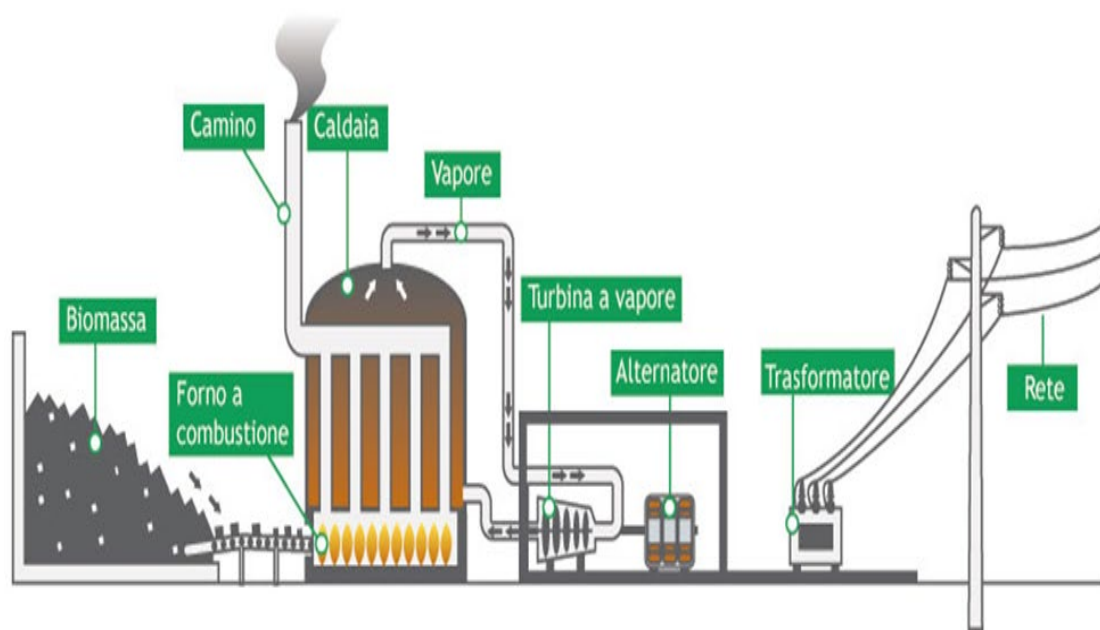 Camino
Caldaia
Vapore
Biomassa
Turbina a vapore
Forno a
combustione
Alternatore
Trasformatore
Rete